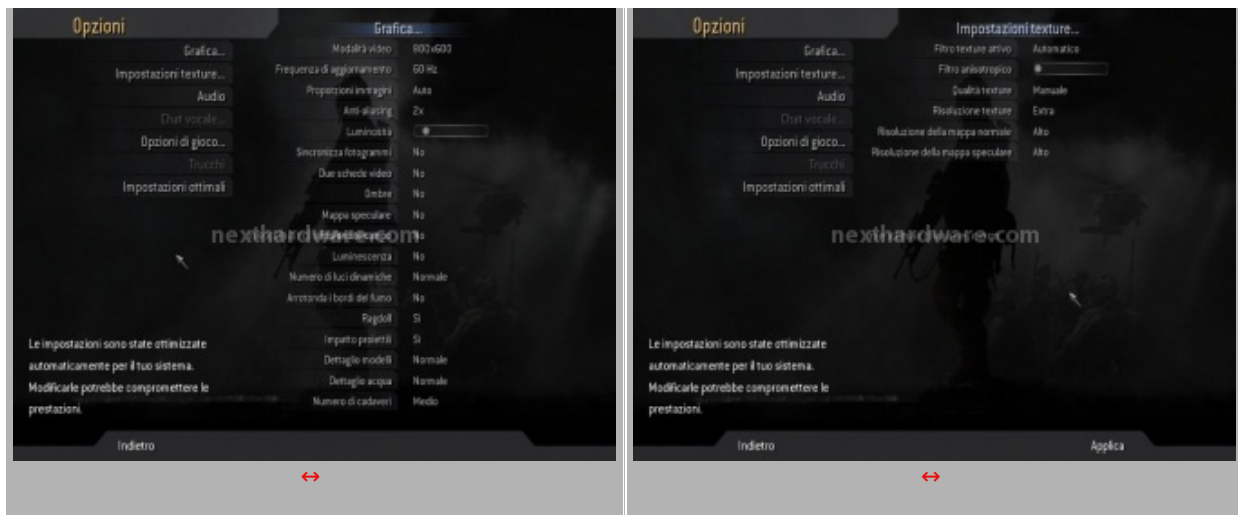 Opzioni
Grafica...
Grafica...
Impostazioni texture...
Audio
Chat vocale...
Opzioni di gioco...
Trucchi
Impostazioni ottimali
Modalità video 800x600
Frequenza di aggiornamento 60 Hz
Proporzioni immagini Auto
Anti-aliasing 2x
Luminosità
Sincronizza fotogrammi No
Due schede video No
Ombre No
Mappa speculare No
No
Luminescenza No
Numero di luci dinamiche Normale
Arrotonda i bordi del fumo No
Ragdoll Sì
Impatto proiettili Sì
Dettaglio modelli Normale
Dettaglio acqua Normale
Numero di cadaveri Medio
nexthardware.com
Le impostazioni sono state ottimizzate
automaticamente per il tuo sistema.
Modificarle potrebbe compromettere le
prestazioni.
Indietro
Opzioni
Impostazioni texture...
Grafica...
Impostazioni texture...
Audio
Chat vocale...
Opzioni di gioco...
Trucchi
Impostazioni ottimali
Filtro texture attivo Automatico
Filtro anisotropico
Qualità texture Manuale
Risoluzione texture Extra
Risoluzione della mappa normale Alto
Risoluzione della mappa speculare Alto
nexthardware.com
Le impostazioni sono state ottimizzate
automaticamente per il tuo sistema.
Modificarle potrebbe compromettere le
prestazioni.
Indietro
Applica